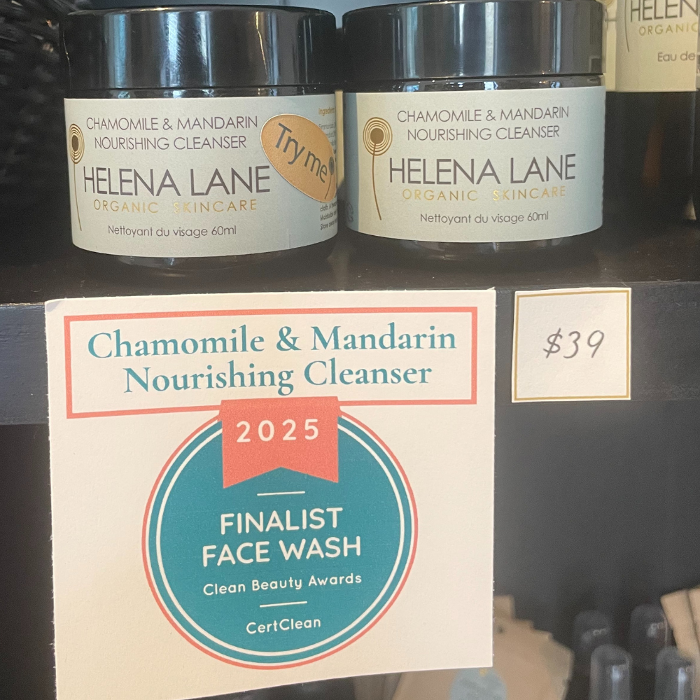 CHAMOMILE & MANDARIN
NOURISHING CLEANSER
HELENA LANE
ORGANIC SKINCARE
Nettoyant du visage 60ml
Try me
CHAMOMILE & MANDARIN
NOURISHING CLEANSER
HELENA LANE
ORGANIC SKINCARE
Nettoyant du visage 60ml
HELEN
ORGANIC
Eau de
Chamomile & Mandarin
Nourishing Cleanser
2025
FINALIST
FACE WASH
Clean Beauty Awards
CertClean
$39